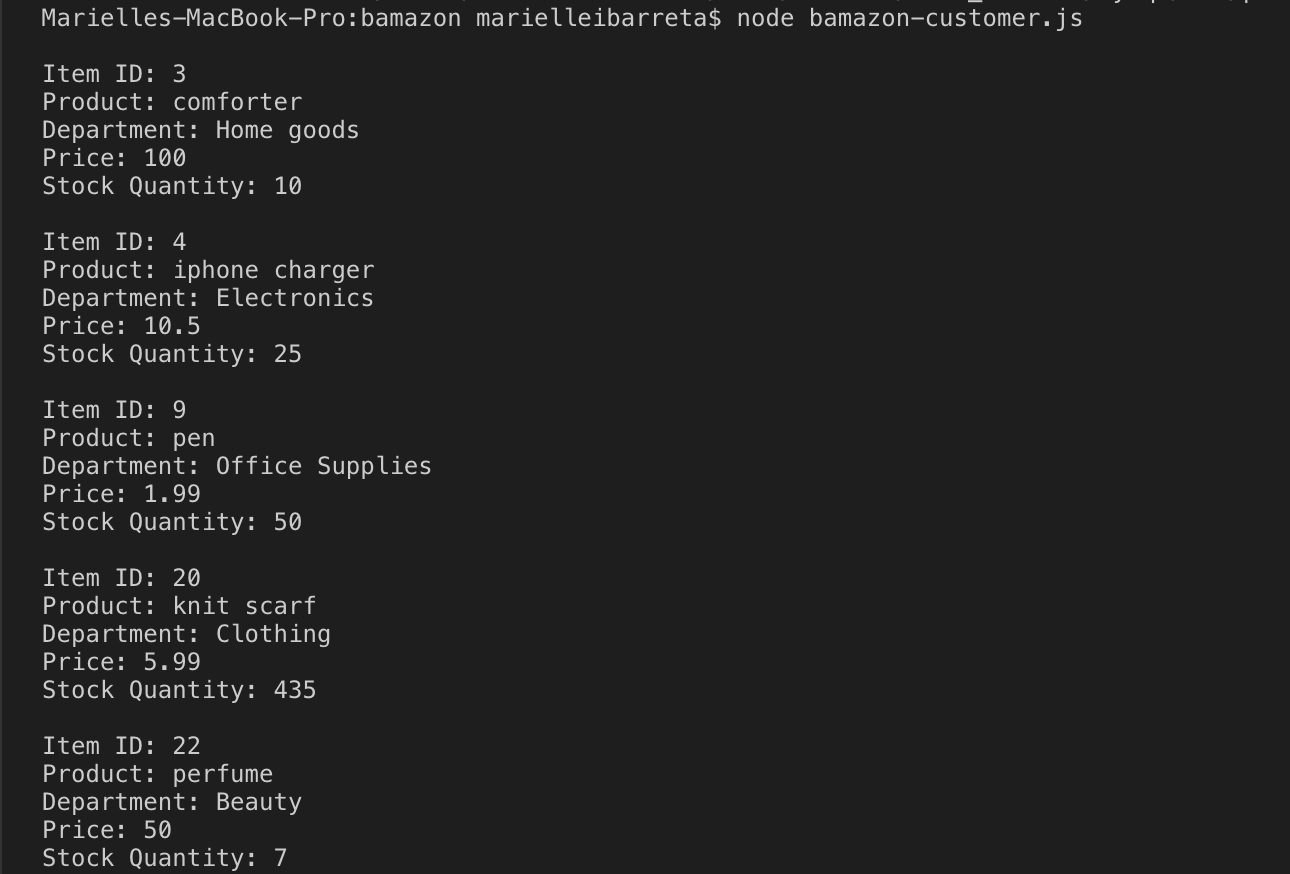 Marielles-MacBook-Pro:bamazon marielleibarreta$ node bamazon-customer.js
Item ID: 3
Product: comforter
Department: Home goods
Price: 100
Stock Quantity: 10
Item ID: 4
Product: iphone charger
Department: Electronics
Price: 10.5
Stock Quantity: 25
Item ID: 9
Product: pen
Department: Office Supplies
Price: 1.99
Stock Quantity: 50
Item ID: 20
Product: knit scarf
Department: Clothing
Price: 5.99
Stock Quantity: 435
Item ID: 22
Product: perfume
Department: Beauty
Price: 50
Stock Quantity: 7